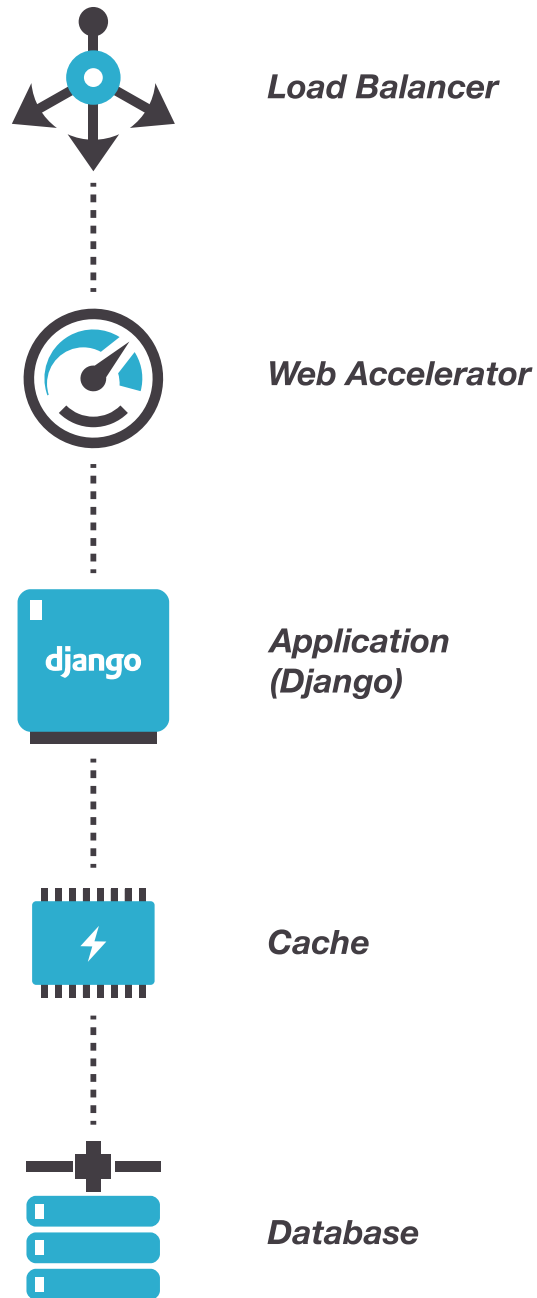 Load Balancer
Web Accelerator
django
Application
(Django)
Cache
Database